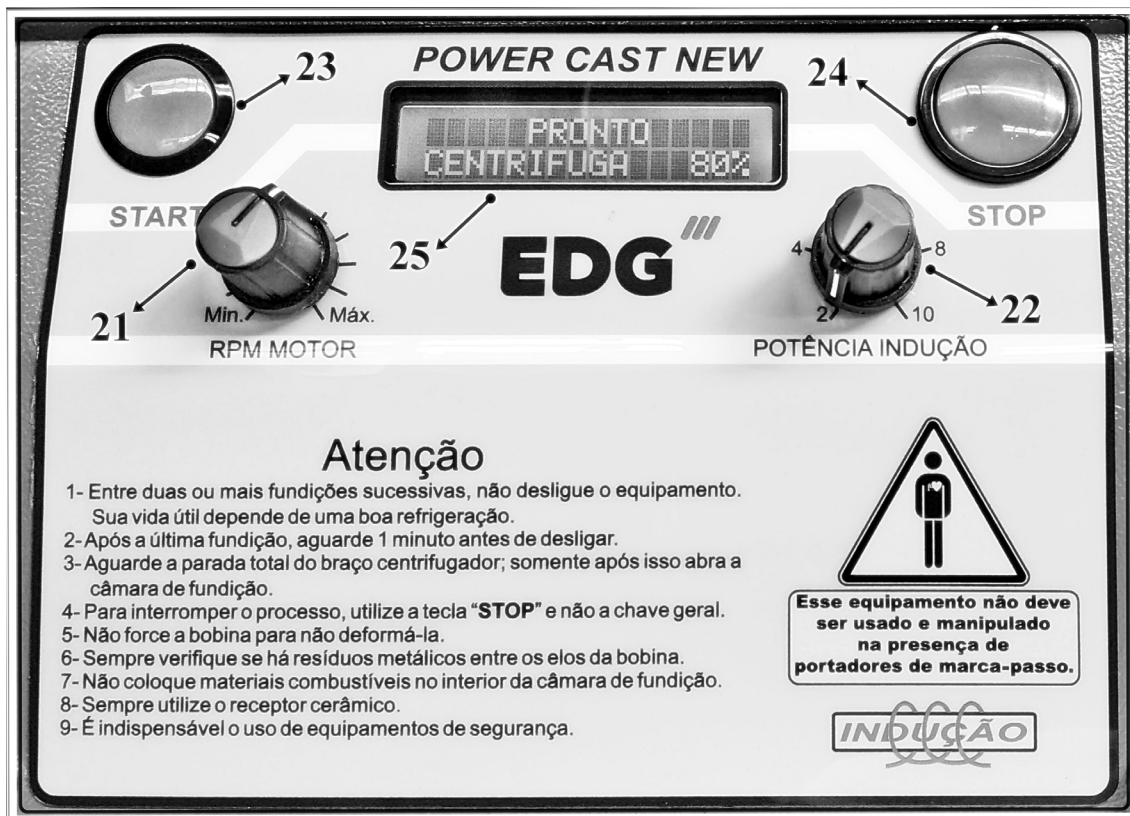 23
POWER CAST NEW
24
PRONTO
CENTRIFUGA 80%
START
STOP
21
25
EDG
4
8
22
Min.
Máx.
2
10
RPM MOTOR
POTÊNCIA INDUÇÃO
Atenção
1- Entre duas ou mais fundições sucessivas, não desligue o equipamento.
Sua vida útil depende de uma boa refrigeração.
2- Após a última fundição, aguarde 1 minuto antes de desligar.
3- Aguarde a parada total do braço centrifugador; somente após isso abra a
câmara de fundição.
4- Para interromper o processo, utilize a tecla “STOP” e não a chave geral.
5- Não force a bobina para não deformá-la.
6- Sempre verifique se há resíduos metálicos entre os elos da bobina.
7- Não coloque materiais combustíveis no interior da câmara de fundição.
8- Sempre utilize o receptor cerâmico.
9- É indispensável o uso de equipamentos de segurança.
Esse equipamento não deve
ser usado e manipulado
na presença de
portadores de marca-passo.
INDUÇÃO